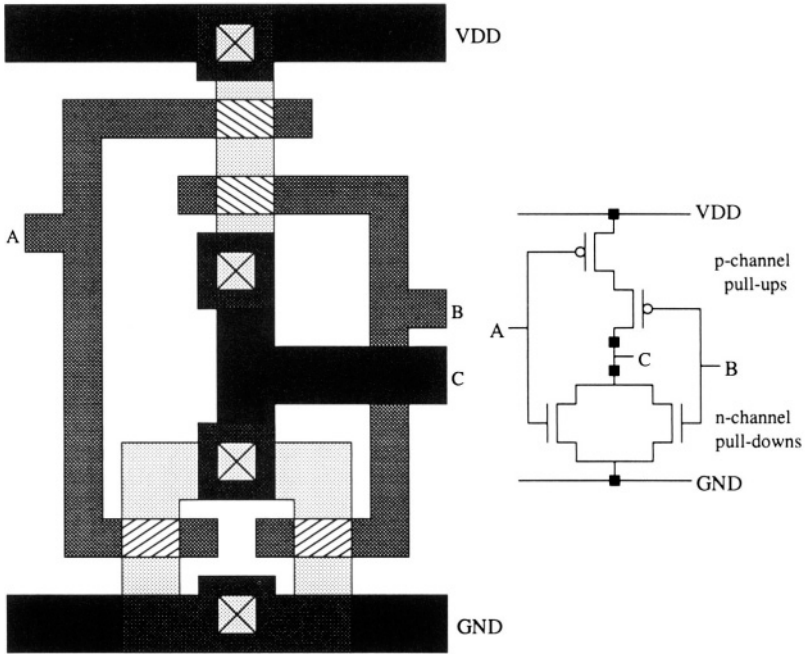 VDD
A
B
C
GND
VDD
p-channel
pull-ups
A
C
B
n-channel
pull-downs
GND